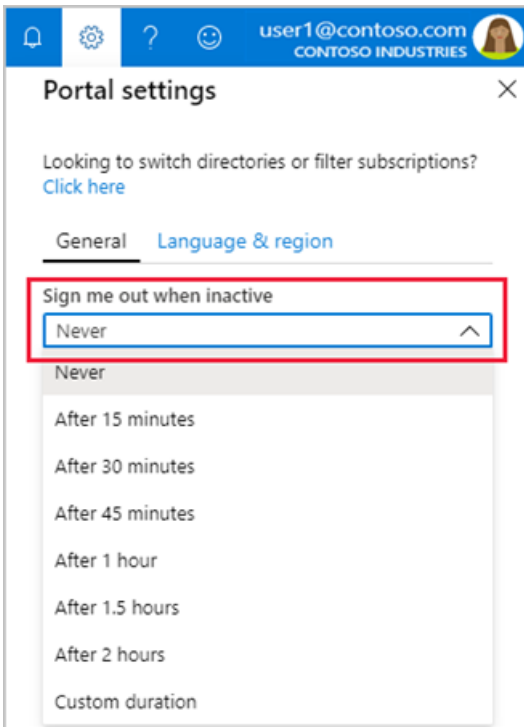 user1@contoso.com
CONTOSO INDUSTRIES
Portal settings
Looking to switch directories or filter subscriptions?
Click here
General Language & region
Sign me out when inactive
Never
Never
After 15 minutes
After 30 minutes
After 45 minutes
After 1 hour
After 1.5 hours
After 2 hours
Custom duration